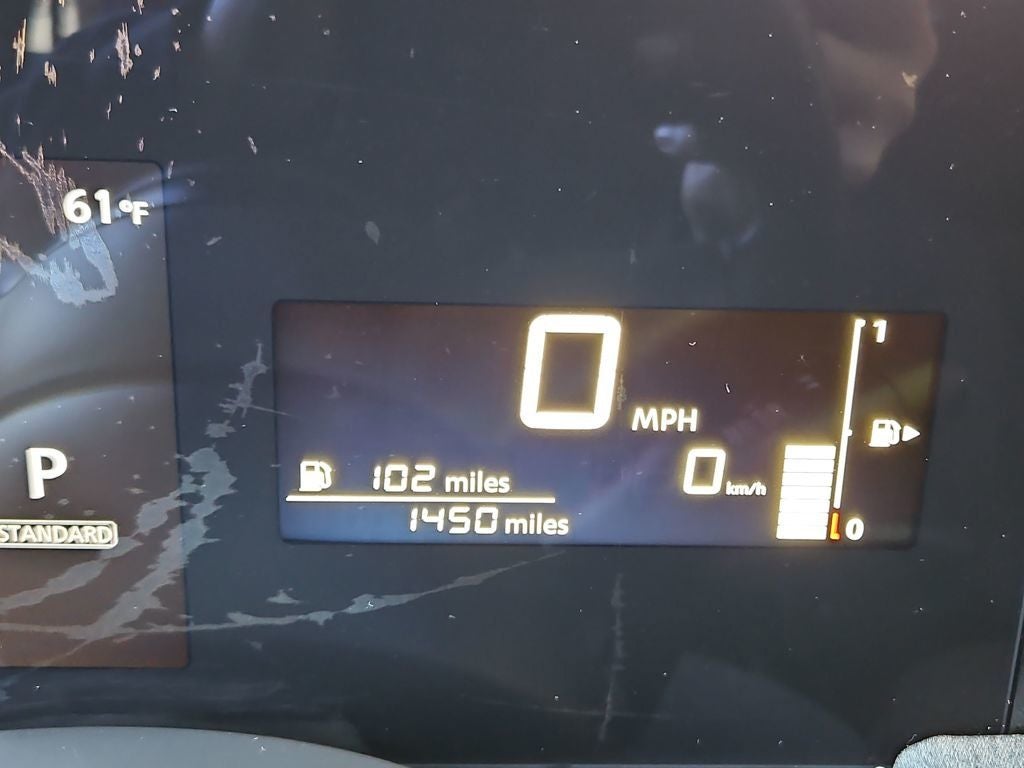 61°F
P
STANDARD
0 MPH
0 km/h
102 miles
1450 miles
1
0